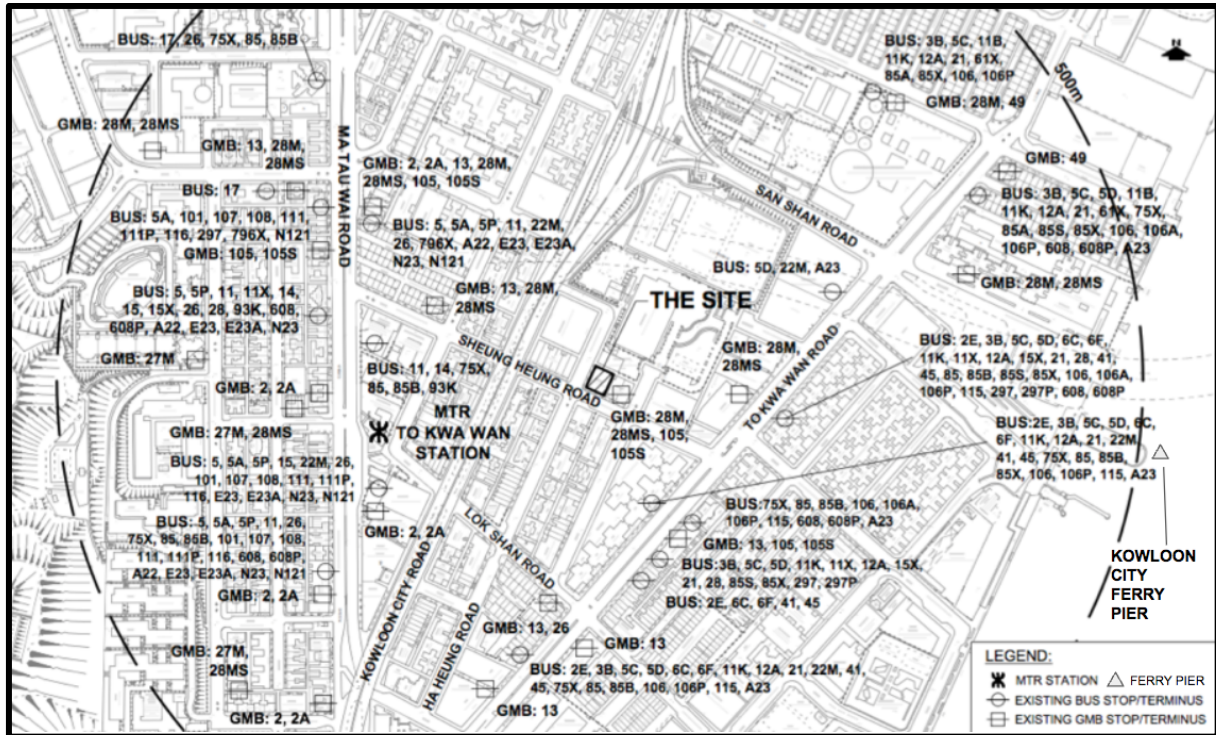 BUS: 17, 26, 75X, 85, 85B
BUS: 3B, 5C, 11B,
11K, 12A, 21, 61X,
85A, 85X, 106, 106P
N
500m
GMB: 28M, 49
GMB: 28M, 28MS
GMB: 13, 28M,
28MS
MA TAU WAI ROAD
GMB: 2, 2A, 13, 28M,
28MS, 105, 105S
GMB: 49
BUS: 17
BUS: 3B, 5C, 5D, 11B,
11K, 12A, 21, 61X, 75X,
85A, 85S, 85X, 106, 106A,
106P, 608, 608P, A23
SAN SHAN ROAD
BUS: 5A, 101, 107, 108, 111,
111P, 116, 297, 796X, N121
BUS: 5, 5A, 5P, 11, 22M,
26, 796X, A22, E23, E23A,
N23, N121
GMB: 105, 105S
BUS: 5D, 22M, A23
GMB: 28M, 28MS
BUS: 5, 5P, 11, 11X, 14,
15, 15X, 26, 28, 93K, 608,
608P, A22, E23, E23A, N23
GMB: 13, 28M,
28MS
THE SITE
GMB: 27M
SHEUNG HEUNG ROAD
GMB: 28M,
28MS
TO KWA WAN ROAD
BUS: 2E, 3B, 5C, 5D, 6C, 6F,
11K, 11X, 12A, 15X, 21, 28, 41,
45, 85, 85B, 85S, 85X, 106, 106A,
106P, 115, 297, 297P, 608, 608P
BUS: 11, 14, 75X,
85, 85B, 93K
GMB: 2, 2A
MTR
TO KWA WAN
STATION
GMB: 28M,
28MS, 105,
105S
BUS:2E, 3B, 5C, 5D, 6C,
6F, 11K, 12A, 21, 22M,
41, 45, 75X, 85, 85B,
85X, 106, 106P, 115, A23
GMB: 27M, 28MS
BUS: 5, 5A, 5P, 15, 22M, 26,
101, 107, 108, 111, 111P,
116, E23, E23A, N23, N121
BUS:75X, 85, 85B, 106, 106A,
106P, 115, 608, 608P, A23
GMB: 2, 2A
LOK SHAN ROAD
GMB: 13, 105, 105S
BUS: 5, 5A, 5P, 11, 26,
75X, 85, 85B, 101, 107, 108,
111, 111P, 116, 608, 608P,
A22, E23, E23A, N23, N121
BUS:3B, 5C, 5D, 11K, 11X, 12A, 15X,
21, 28, 85S, 85X, 297, 297P
KOWLOON
CITY
FERRY
PIER
GMB: 2, 2A
BUS: 2E, 6C, 6F, 41, 45
KOWLOON CITY ROAD
HA HEUNG ROAD
GMB: 13, 26
GMB: 13
GMB: 27M,
28MS
BUS: 2E, 3B, 5C, 5D, 6C, 6F, 11K, 12A, 21, 22M, 41,
45, 75X, 85, 85B, 106, 106P, 115, A23
GMB: 13
GMB: 2, 2A
LEGEND:
MTR STATION
FERRY PIER
EXISTING BUS STOP/TERMINUS
EXISTING GMB STOP/TERMINUS